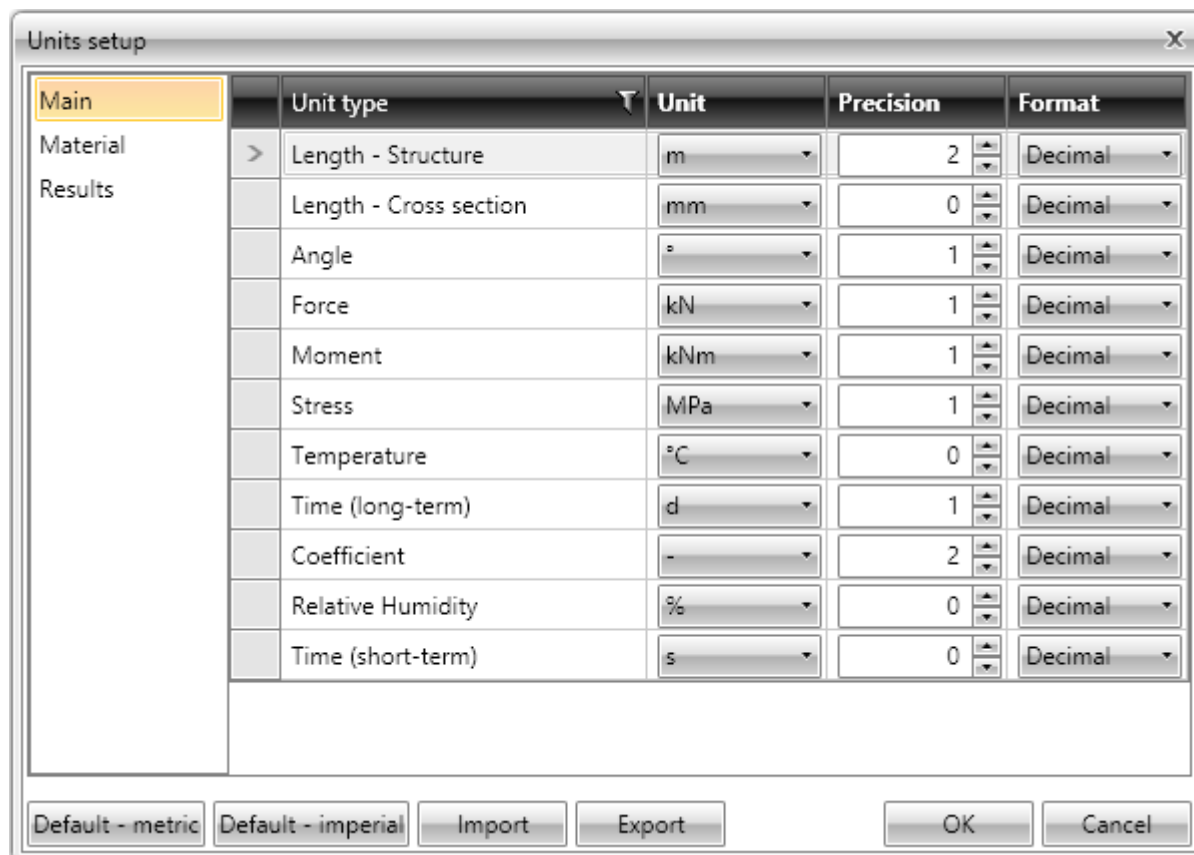 Units setup x
Main
Material
Results
Unit type Unit Precision Format
> Length - Structure m 2 Decimal
Length - Cross section mm 0 Decimal
Angle ° 1 Decimal
Force kN 1 Decimal
Moment kNm 1 Decimal
Stress MPa 1 Decimal
Temperature °C 0 Decimal
Time (long-term) d 1 Decimal
Coefficient - 2 Decimal
Relative Humidity % 0 Decimal
Time (short-term) s 0 Decimal
Default - metric Default - imperial Import Export OK Cancel